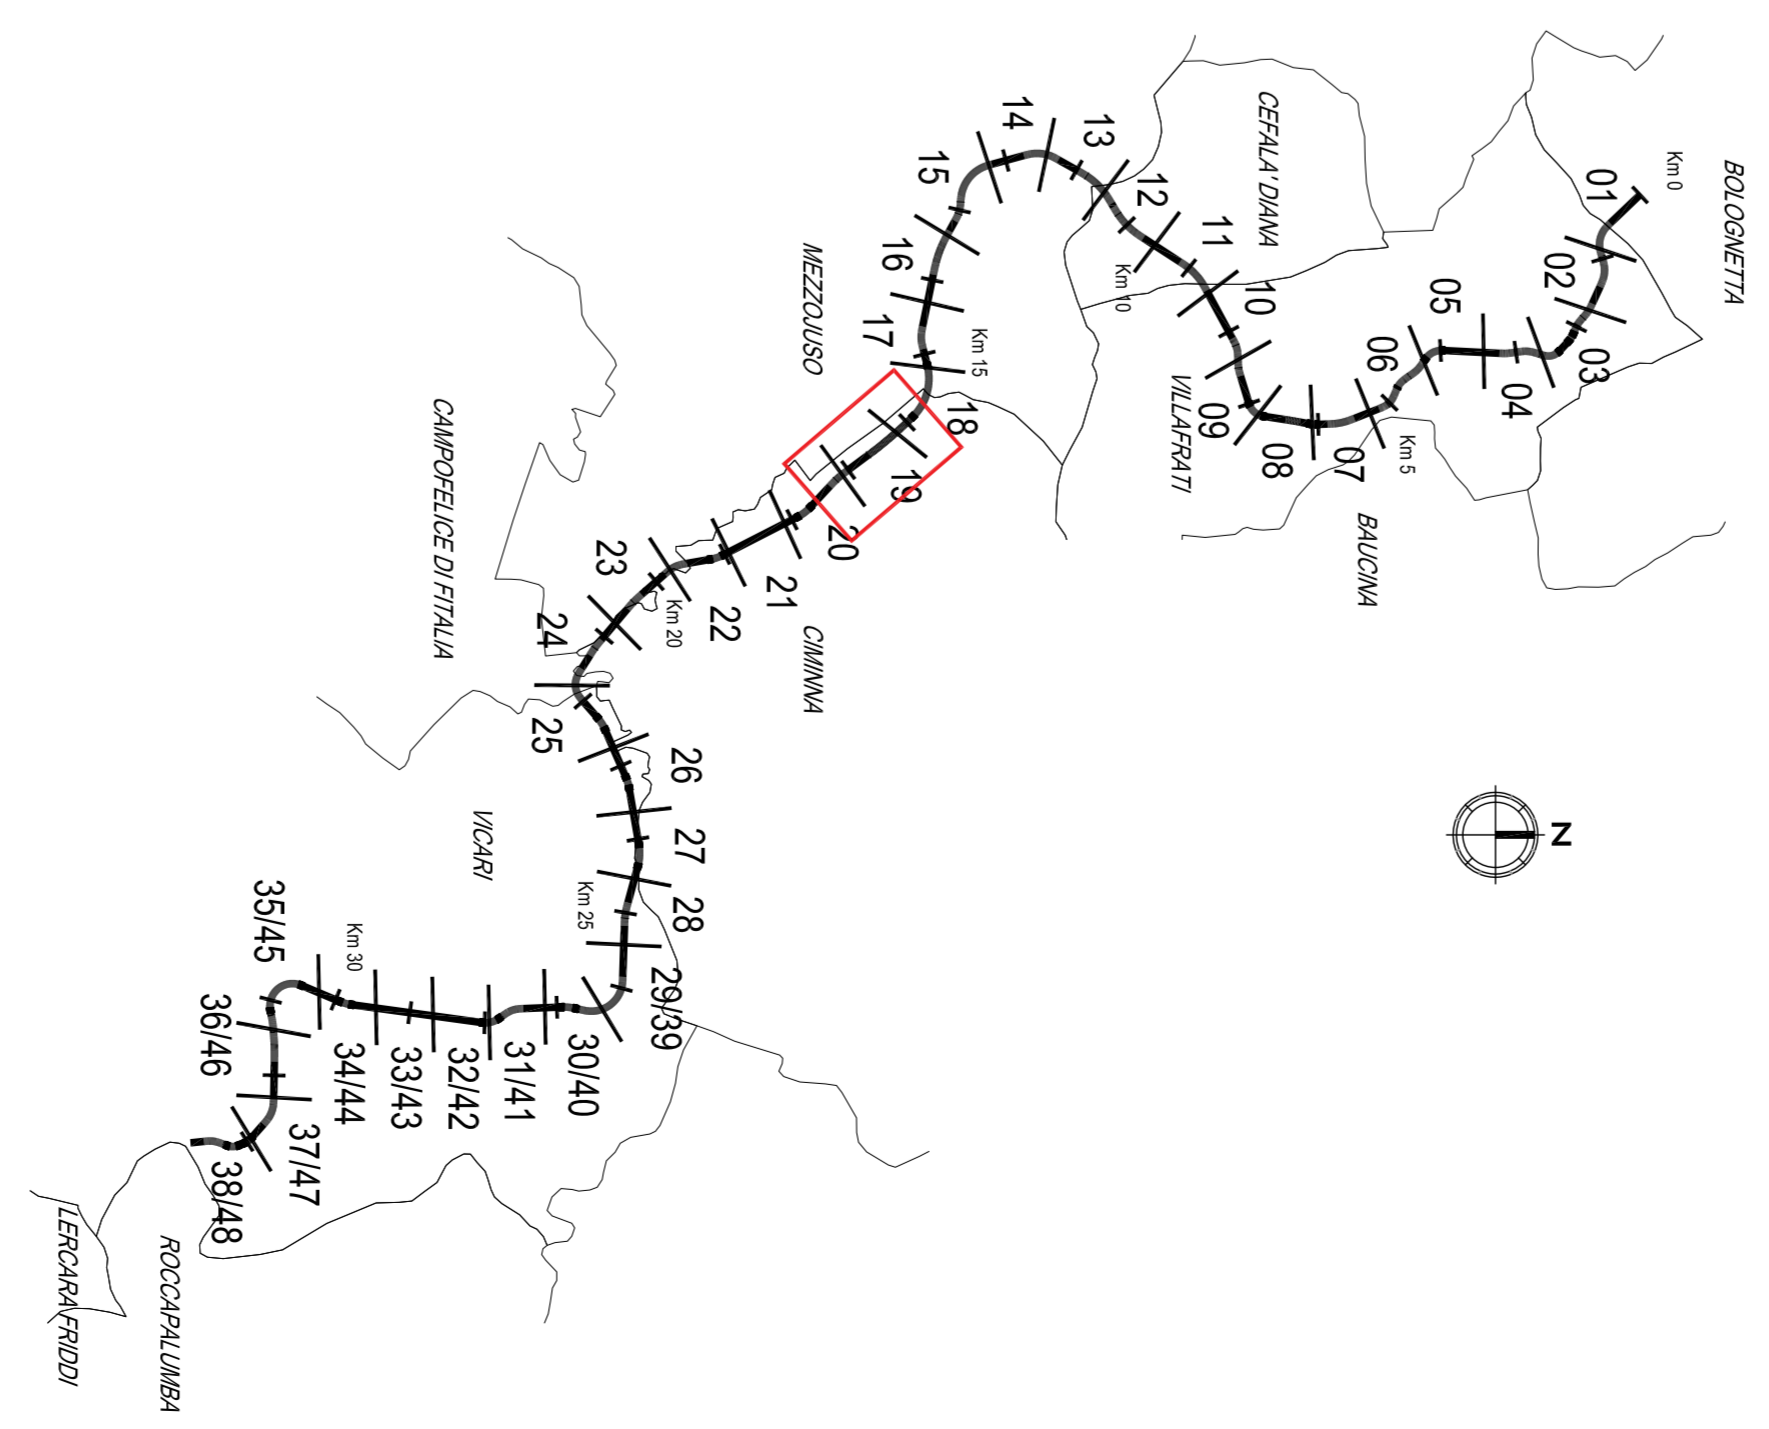 BOLOGNETTA
Km 0
01
02
03
04
05
06
Km 5
07
08
09
BAUCINA
VILLAFRATI
CEFALA' DIANA
10
11
Km 10
12
13
14
15
16
17
Km 15
MEZZOJUSO
18
19
20
21
22
CIMINNA
Km 20
23
24
CAMPOFELICE DI FITALIA
25
26
27
28
VICARI
Km 25
29/39
30/40
31/41
32/42
33/43
34/44
Km 30
35/45
36/46
37/47
38/48
ROCCAPALUMBA
LERCARA FRIDDI
N